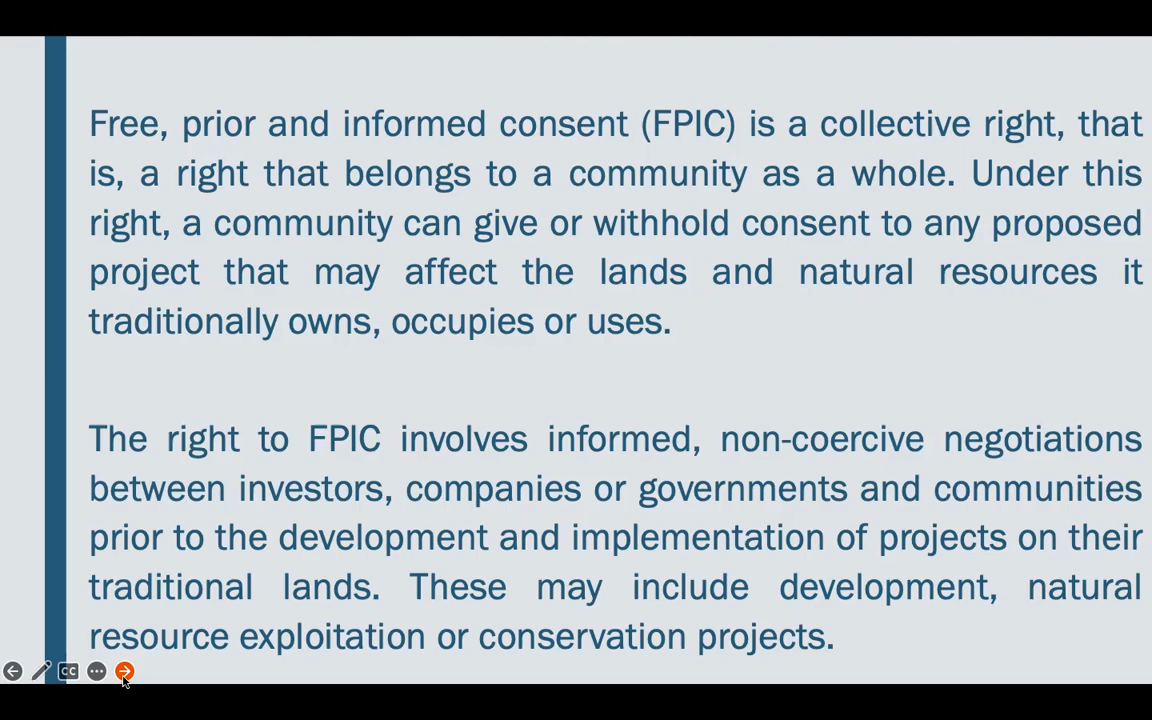 Free, prior and informed consent (FPIC) is a collective right, that
is, a right that belongs to a community as a whole. Under this
right, a community can give or withhold consent to any proposed
project that may affect the lands and natural resources it
traditionally owns, occupies or uses.
The right to FPIC involves informed, non-coercive negotiations
between investors, companies or governments and communities
prior to the development and implementation of projects on their
traditional lands. These may include development, natural
resource exploitation or conservation projects.
CC